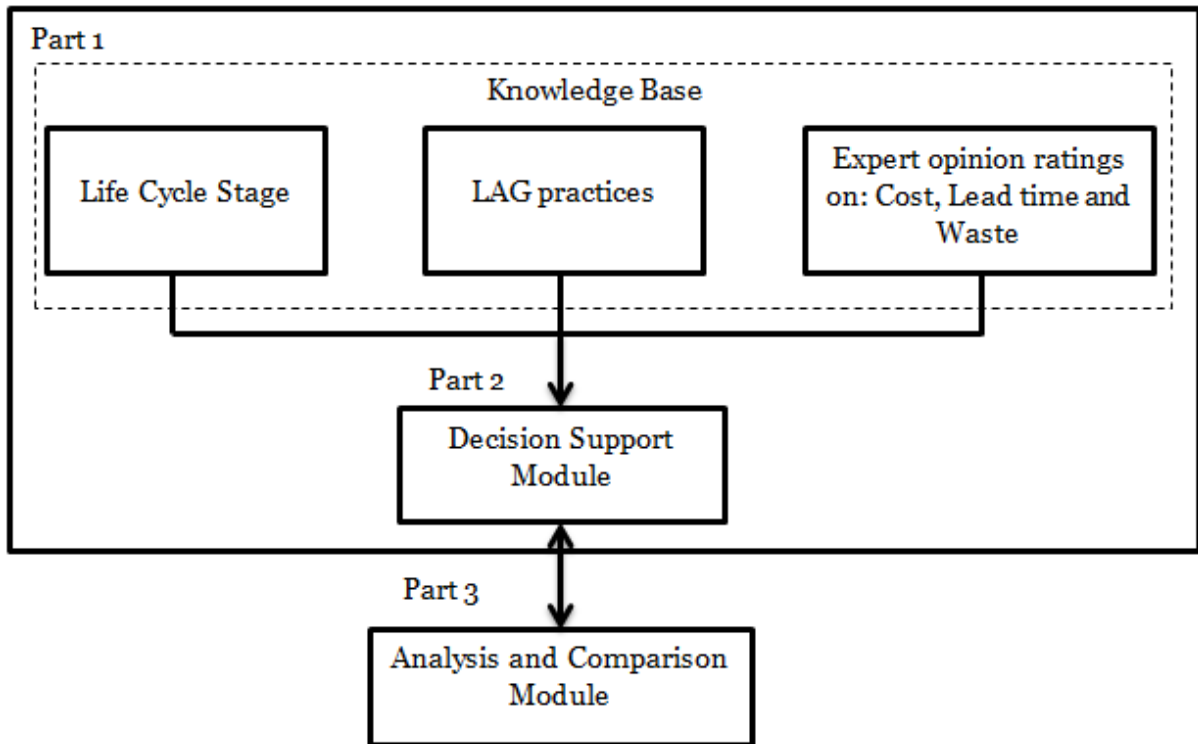 Part 1
Knowledge Base
Life Cycle Stage
LAG practices
Expert opinion ratings
on: Cost, Lead time and
Waste
Part 2
Decision Support
Module
Part 3
Analysis and Comparison
Module